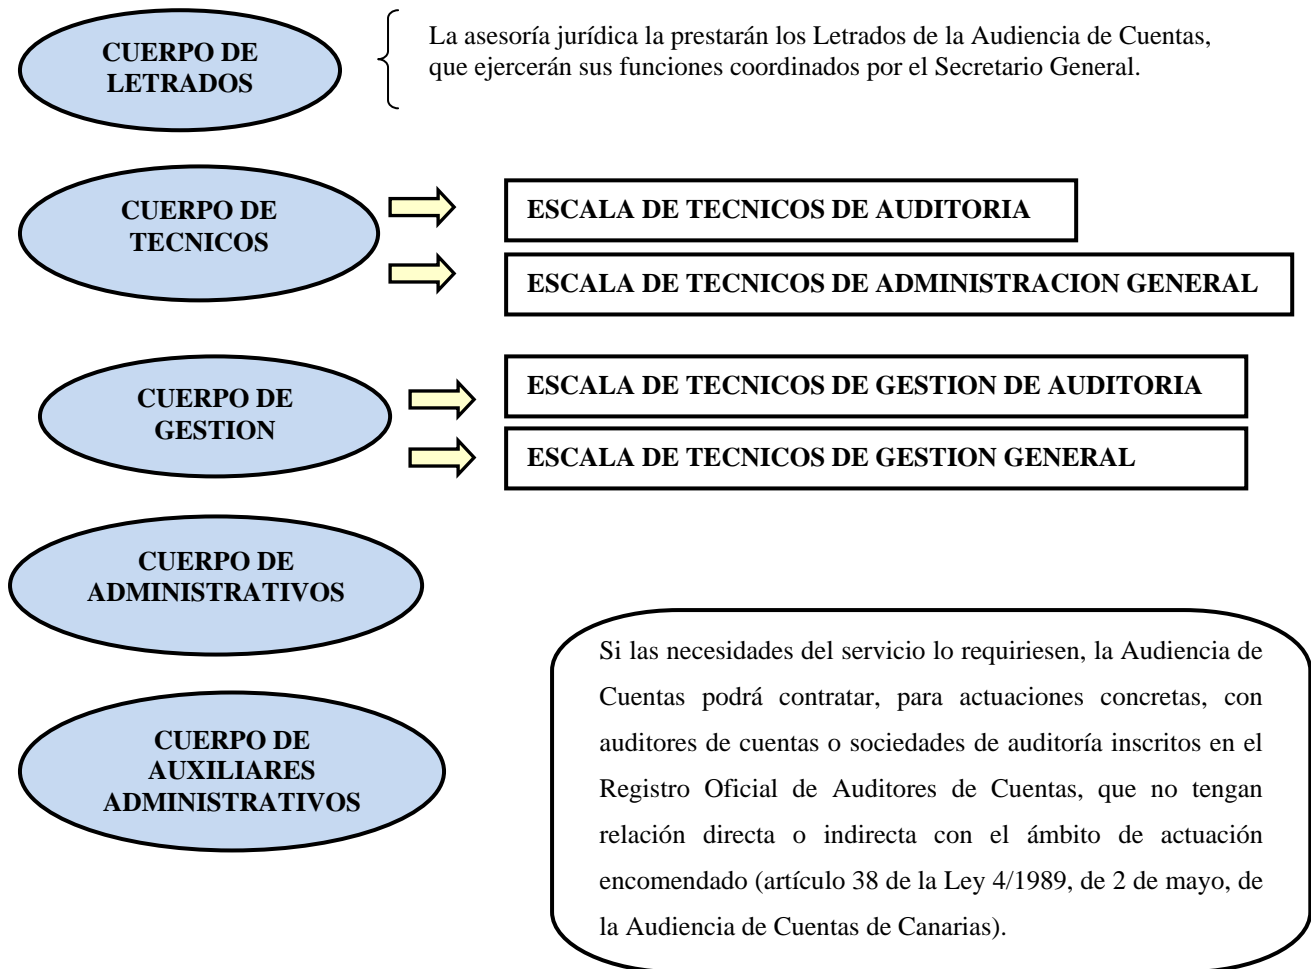 CUERPO DE
LETRADOS
La asesoría jurídica la prestarán los Letrados de la Audiencia de Cuentas,
que ejercerán sus funciones coordinados por el Secretario General.
CUERPO DE
TECNICOS
ESCALA DE TECNICOS DE AUDITORIA
ESCALA DE TECNICOS DE ADMINISTRACION GENERAL
CUERPO DE
GESTION
ESCALA DE TECNICOS DE GESTION DE AUDITORIA
ESCALA DE TECNICOS DE GESTION GENERAL
CUERPO DE
ADMINISTRATIVOS
CUERPO DE
AUXILIARES
ADMINISTRATIVOS
Si las necesidades del servicio lo requiriesen, la Audiencia de
Cuentas podrá contratar, para actuaciones concretas, con
auditores de cuentas o sociedades de auditoría inscritos en el
Registro Oficial de Auditores de Cuentas, que no tengan
relación directa o indirecta con el ámbito de actuación
encomendado (artículo 38 de la Ley 4/1989, de 2 de mayo, de
la Audiencia de Cuentas de Canarias).